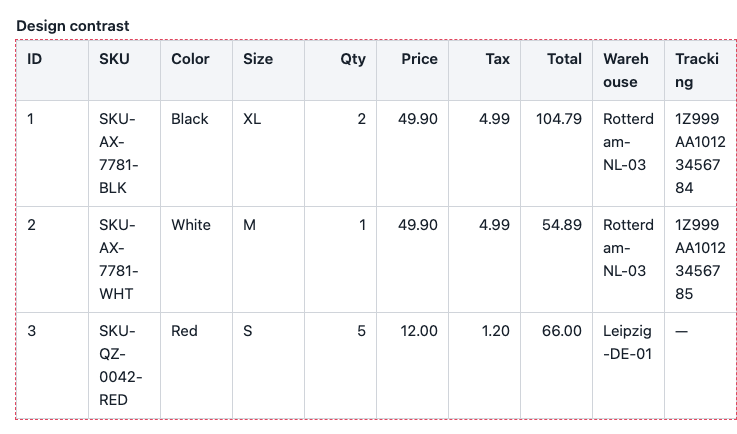 Design contrast
ID SKU Color Size Qty Price Tax Total Wareh Tracki
ouse ng
1 SKU- Black XL 2 49.90 4.99 104.79 Rotterd 1Z999
AX- am- AA1012
7781- NL-03 34567
BLK 84
2 SKU- White M 1 49.90 4.99 54.89 Rotterd 1Z999
AX- am- AA1012
7781- NL-03 34567
WHT 85
3 SKU- Red S 5 12.00 1.20 66.00 Leipzig —
QZ- -DE-01
0042-
RED